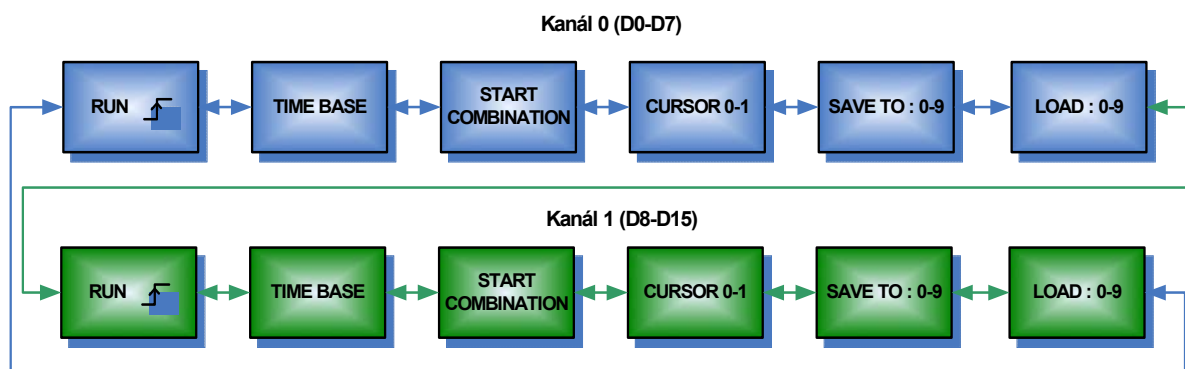 Kanál 0 (D0-D7)
RUN
TIME BASE
START
COMBINATION
CURSOR 0-1
SAVE TO : 0-9
LOAD : 0-9
Kanál 1 (D8-D15)
RUN
TIME BASE
START
COMBINATION
CURSOR 0-1
SAVE TO : 0-9
LOAD : 0-9